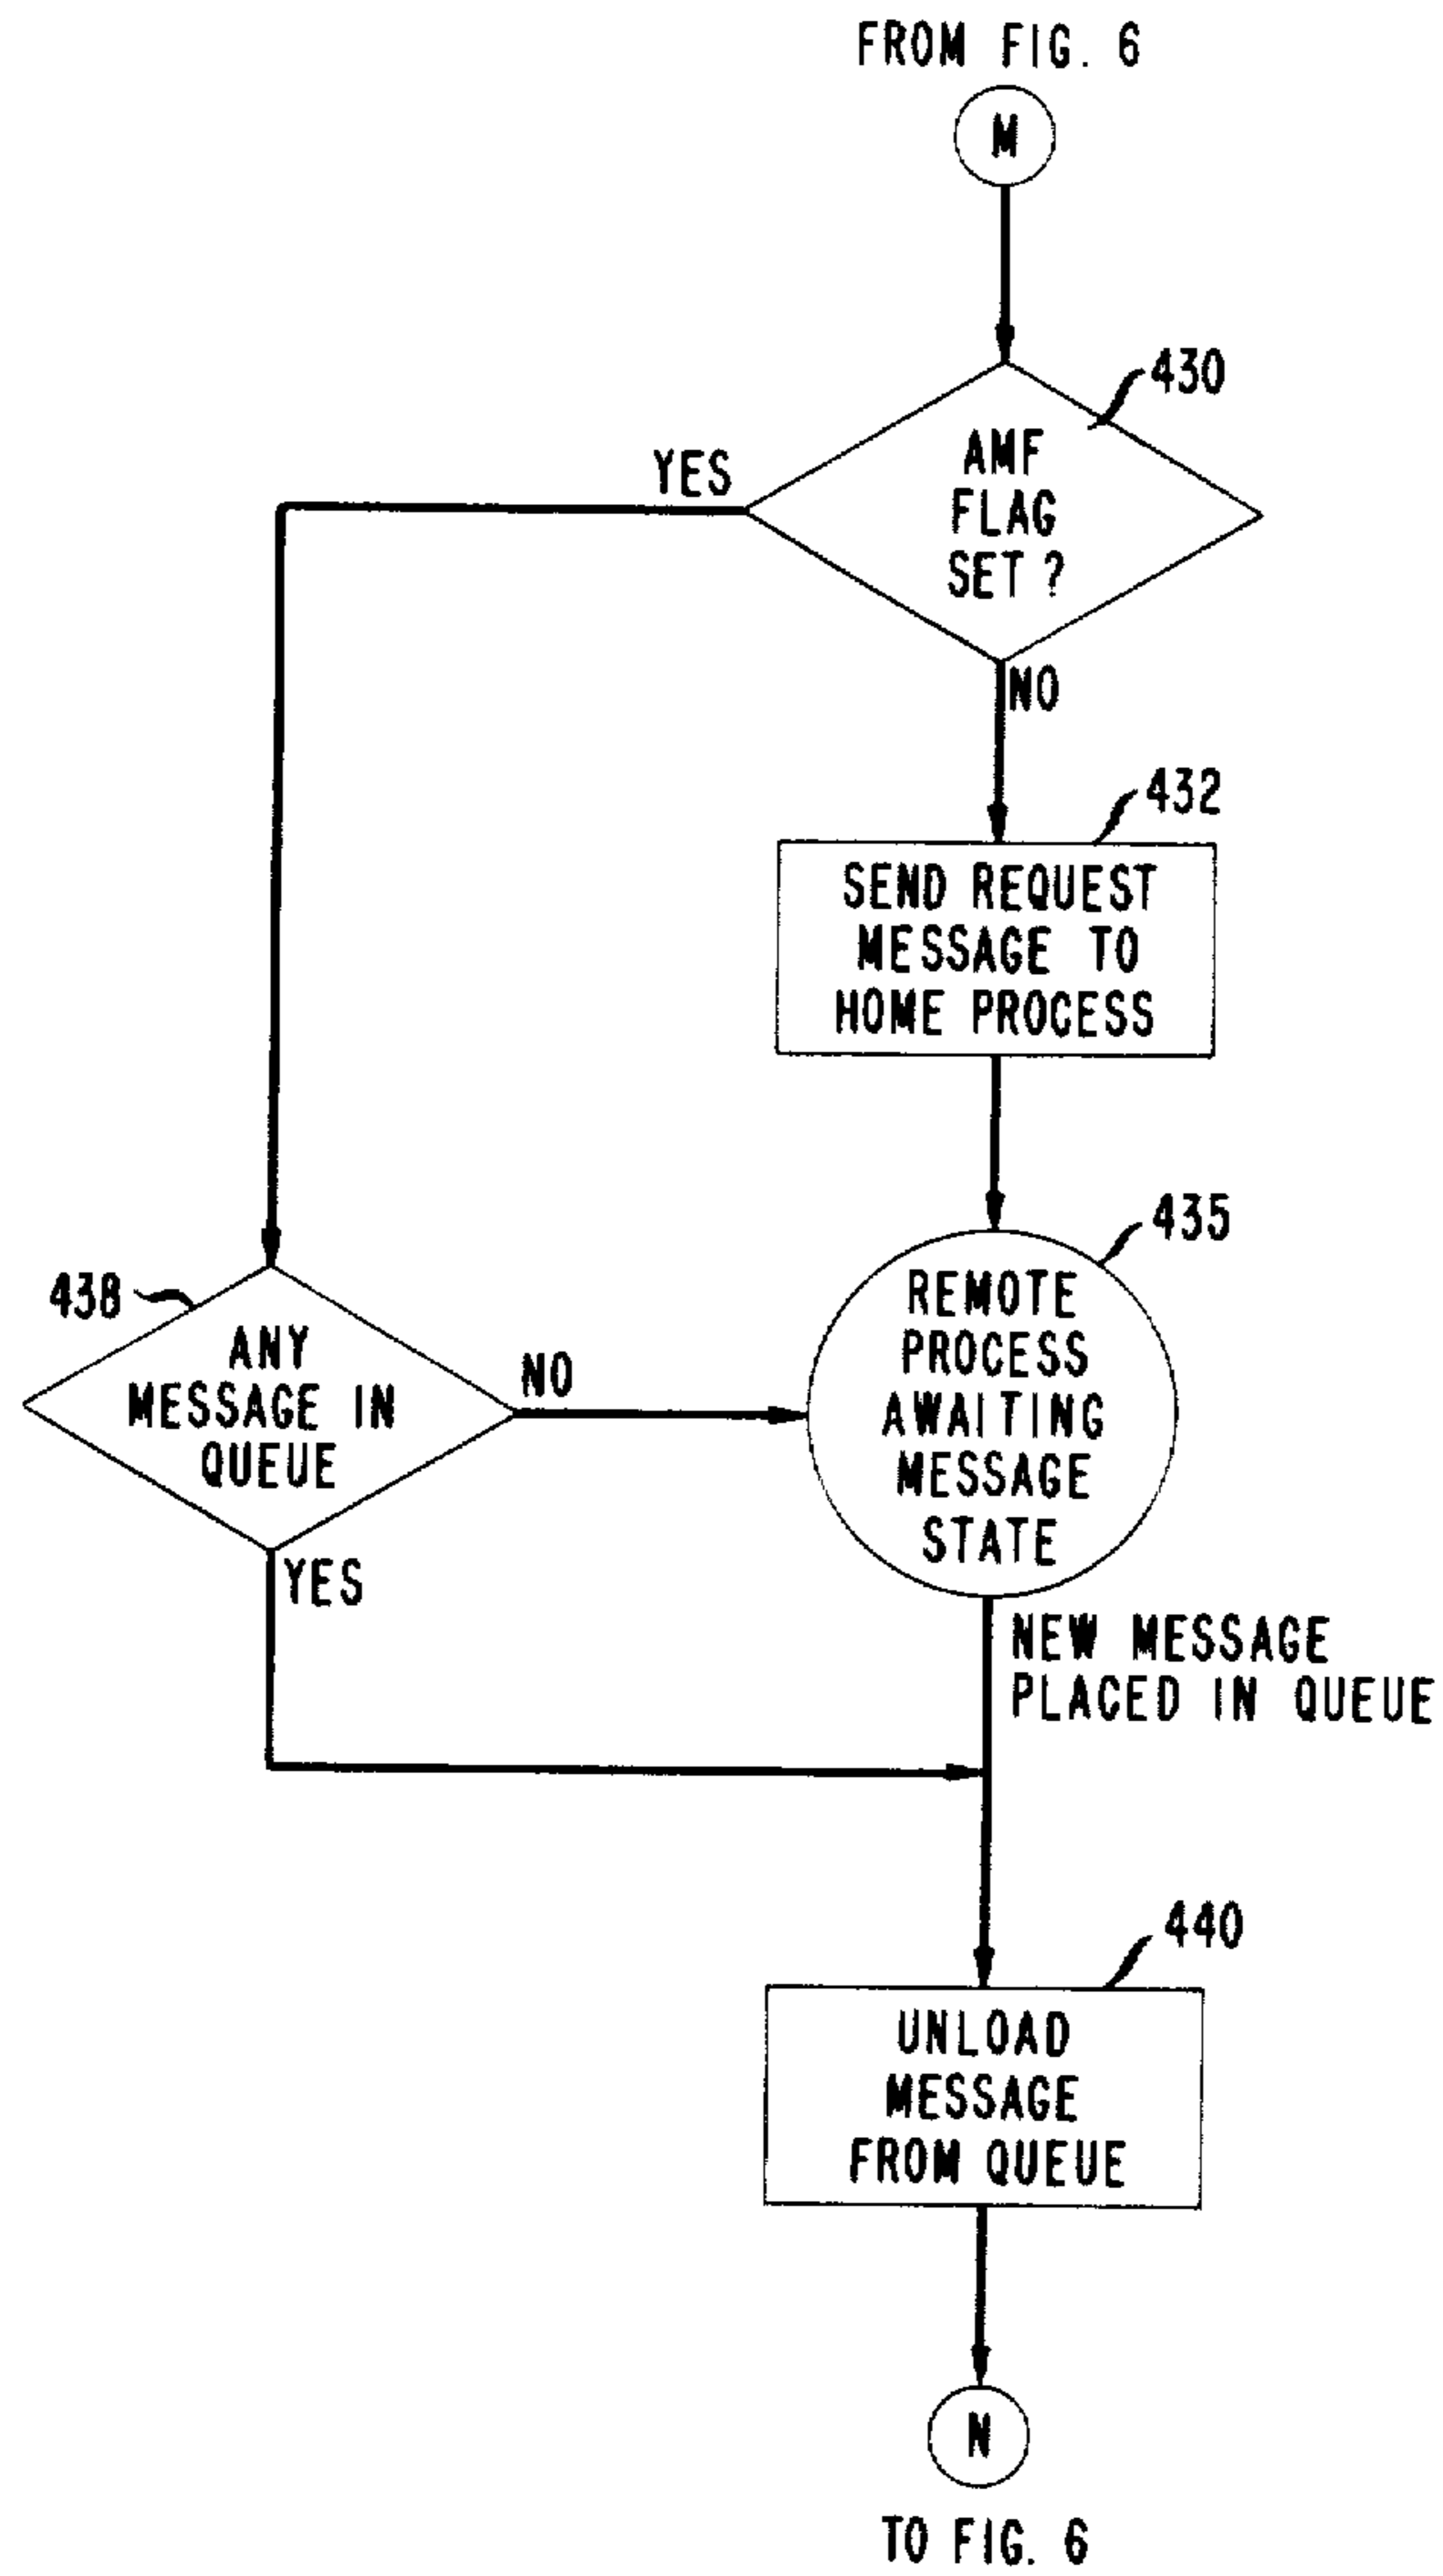 FROM FIG. 6
M
430
AMF
FLAG
SET ?
YES
NO
432
SEND REQUEST
MESSAGE TO
HOME PROCESS
435
REMOTE
PROCESS
AWAITING
MESSAGE
STATE
438
ANY
MESSAGE IN
QUEUE
NO
YES
NEW MESSAGE
PLACED IN QUEUE
440
UNLOAD
MESSAGE
FROM QUEUE
N
TO FIG. 6